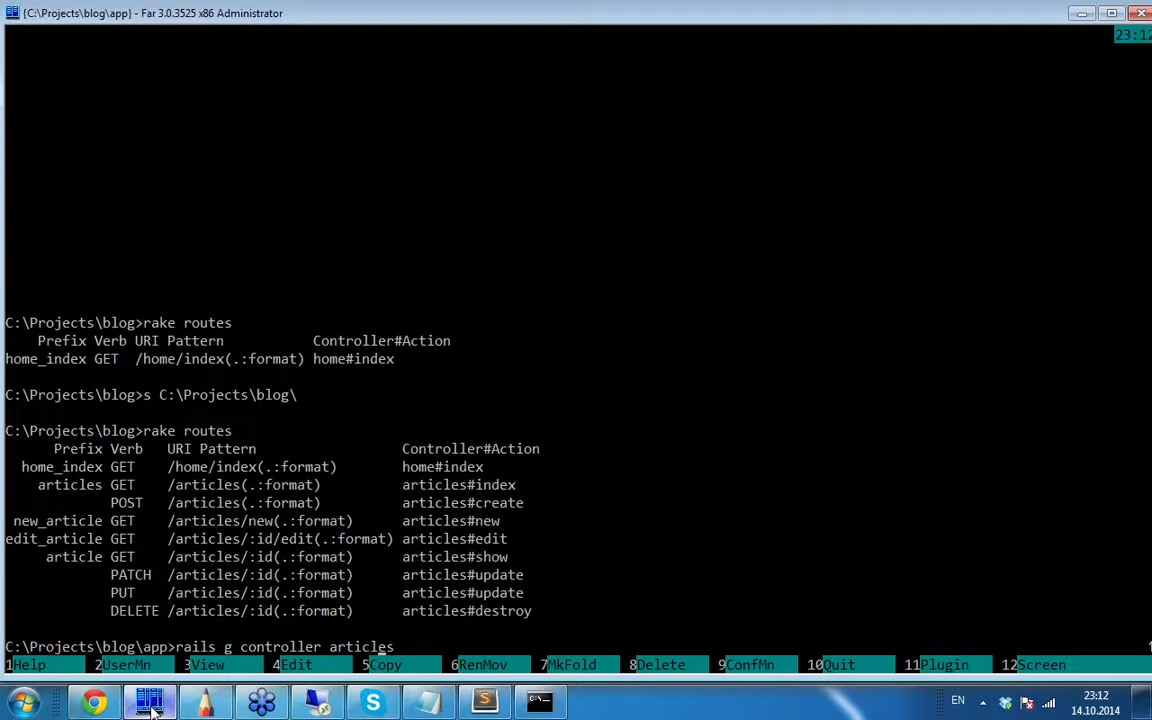 {C:\Projects\blog\app} - Far 3.0.3525 x86 Administrator
23:12
C:\Projects\blog>rake routes
Prefix Verb URI Pattern Controller#Action
home_index GET /home/index(.:format) home#index
C:\Projects\blog>s C:\Projects\blog\
C:\Projects\blog>rake routes
Prefix Verb URI Pattern Controller#Action
home_index GET /home/index(.:format) home#index
articles GET /articles(.:format) articles#index
POST /articles(.:format) articles#create
new_article GET /articles/new(.:format) articles#new
edit_article GET /articles/:id/edit(.:format) articles#edit
article GET /articles/:id(.:format) articles#show
PATCH /articles/:id(.:format) articles#update
PUT /articles/:id(.:format) articles#update
DELETE /articles/:id(.:format) articles#destroy
C:\Projects\blog\app>rails g controller articles
1Help 2UserMn 3View 4Edit 5Copy 6RenMov 7MkFold 8Delete 9ConfMn 10Quit 11Plugin 12Screen
EN 23:12
14.10.2014